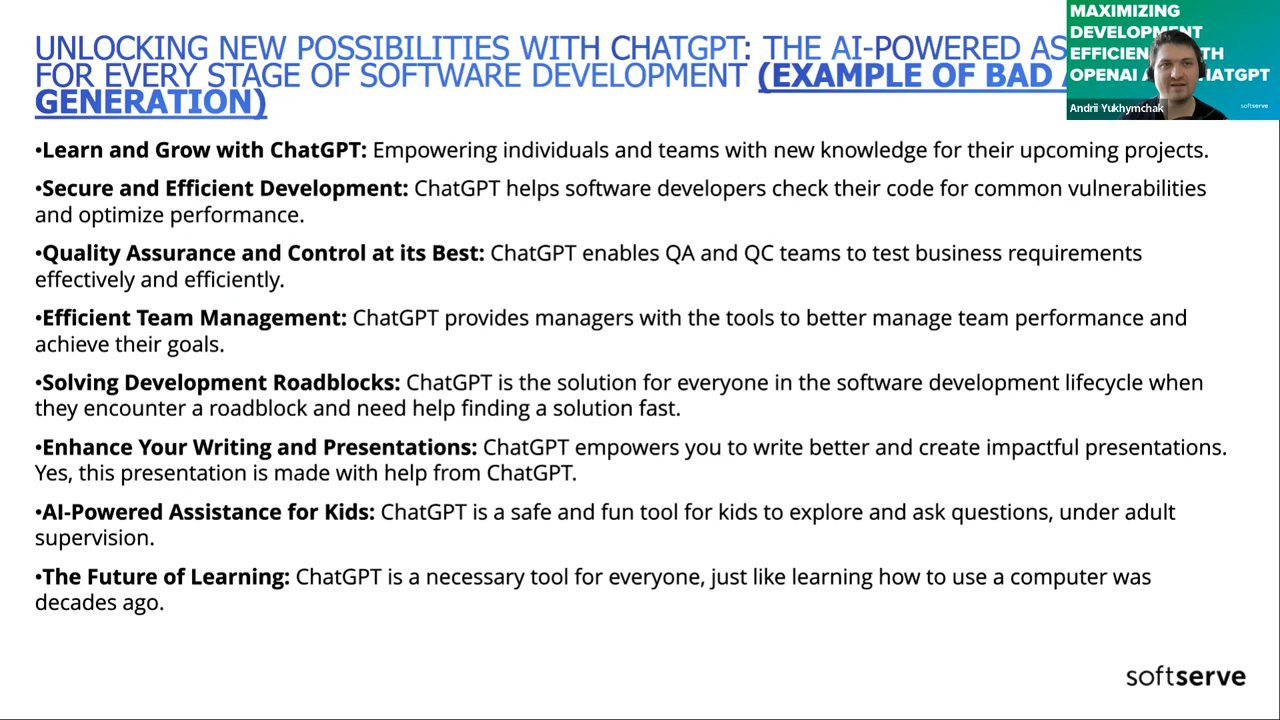 UNLOCKING NEW POSSIBILITIES WITH CHATGPT: THE AI-POWERED AS
FOR EVERY STAGE OF SOFTWARE DEVELOPMENT (EXAMPLE OF BAD
GENERATION)
MAXIMIZING
DEVELOPMENT
EFFICIEN TH
OPENAI A HATGPT
Andrii Yukhymchak
softserve
•Learn and Grow with ChatGPT: Empowering individuals and teams with new knowledge for their upcoming projects.
•Secure and Efficient Development: ChatGPT helps software developers check their code for common vulnerabilities
and optimize performance.
•Quality Assurance and Control at its Best: ChatGPT enables QA and QC teams to test business requirements
effectively and efficiently.
•Efficient Team Management: ChatGPT provides managers with the tools to better manage team performance and
achieve their goals.
•Solving Development Roadblocks: ChatGPT is the solution for everyone in the software development lifecycle when
they encounter a roadblock and need help finding a solution fast.
•Enhance Your Writing and Presentations: ChatGPT empowers you to write better and create impactful presentations.
Yes, this presentation is made with help from ChatGPT.
•AI-Powered Assistance for Kids: ChatGPT is a safe and fun tool for kids to explore and ask questions, under adult
supervision.
•The Future of Learning: ChatGPT is a necessary tool for everyone, just like learning how to use a computer was
decades ago.
softserve